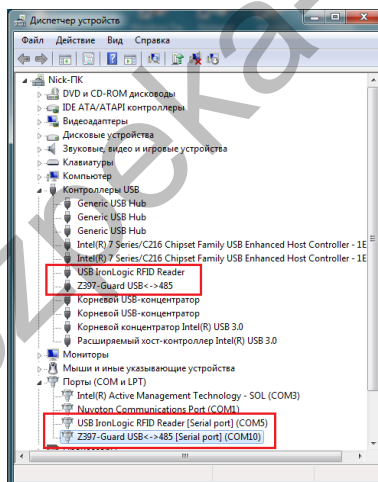 Диспетчер устройств
Файл Действие Вид Справка
Nick-ПК
DVD и CD-ROM дисководы
IDE ATA/ATAPI контроллеры
Видеоадаптеры
Дисковые устройства
Звуковые, видео и игровые устройства
Клавиатуры
Компьютер
Контроллеры USB
Generic USB Hub
Generic USB Hub
Generic USB Hub
Intel(R) 7 Series/C216 Chipset Family USB Enhanced Host Controller - 1E
Intel(R) 7 Series/C216 Chipset Family USB Enhanced Host Controller - 1E
USB IronLogic RFID Reader
Z397-Guard USB<->485
Корневой USB-концентратор
Корневой USB-концентратор
Корневой концентратор Intel(R) USB 3.0
Расширяемый хост-контроллер Intel(R) USB 3.0
Мониторы
Мыши и иные указывающие устройства
Порты (COM и LPT)
Intel(R) Active Management Technology - SOL (COM3)
Nuvoton Communications Port (COM1)
USB IronLogic RFID Reader [Serial port] (COM5)
Z397-Guard USB<->485 [Serial port] (COM10)